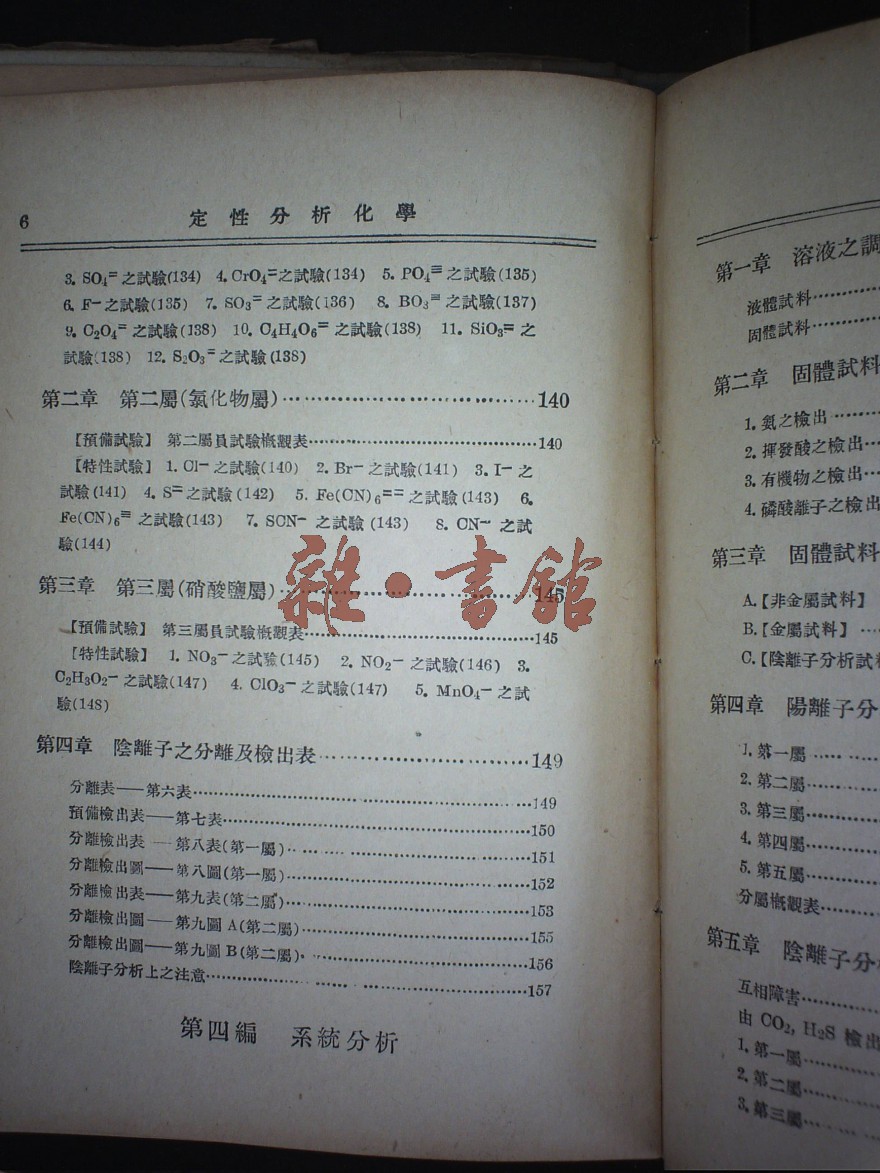 6 定性分析化學
3. SO₄⁼ 之試驗(134) 4. CrO₄⁼之試驗(134) 5. PO₄≡ 之試驗(135)
6. F⁻之試驗(135) 7. SO₃⁼ 之試驗(136) 8. BO₃≡ 之試驗(137)
9. C₂O₄⁼ 之試驗(138) 10. C₄H₄O₆⁼ 之試驗(138) 11. SiO₃⁼ 之
試驗(138) 12. S₂O₃⁼ 之試驗(138)
第二章 第二屬(氯化物屬)……………………………140
【預備試驗】 第二屬員試驗概觀表……………………………140
【特性試驗】 1. Cl⁻ 之試驗(140) 2. Br⁻ 之試驗(141) 3. I⁻ 之
試驗(141) 4. S⁼ 之試驗(142) 5. Fe(CN)₆⁼⁼ 之試驗(143) 6.
Fe(CN)₆≡ 之試驗(143) 7. SCN⁻ 之試驗(143) 8. CN⁻ 之試
驗(144)
第三章 第三屬(硝酸鹽屬)……………………………145
【預備試驗】 第三屬員試驗概觀表……………………………145
【特性試驗】 1. NO₃⁻之試驗(145) 2. NO₂⁻ 之試驗(146) 3.
C₂H₃O₂⁻ 之試驗(147) 4. ClO₃⁻ 之試驗(147) 5. MnO₄⁻ 之試
驗(148)
第四章 陰離子之分離及檢出表……………………………149
分離表——第六表……………………………149
預備檢出表——第七表……………………………150
分離檢出表——第八表(第一屬)……………………………151
分離檢出圖——第八圖(第一屬)……………………………152
分離檢出表——第九表(第二屬)……………………………153
分離檢出圖——第九圖 A(第二屬)……………………………155
分離檢出圖——第九圖 B(第二屬)……………………………156
陰離子分析上之注意……………………………157
第四編 系統分析
雜·書館
第一章 溶液之調
液體試料…………
固體試料…………
第二章 固體試料
1. 氨之檢出…………
2. 揮發酸之檢出…………
3. 有機物之檢出…………
4. 磷酸離子之檢出
第三章 固體試料
A.【非金屬試料】
B.【金屬試料】…
C.【陰離子分析試料
第四章 陽離子分
1. 第一屬…………
2. 第二屬…………
3. 第三屬…………
4. 第四屬…………
5. 第五屬…………
分屬概觀表…………
第五章 陰離子分
互相障害…………
由 CO₂, H₂S 檢出
1. 第一屬…………
2. 第二屬…………
3. 第三屬…………